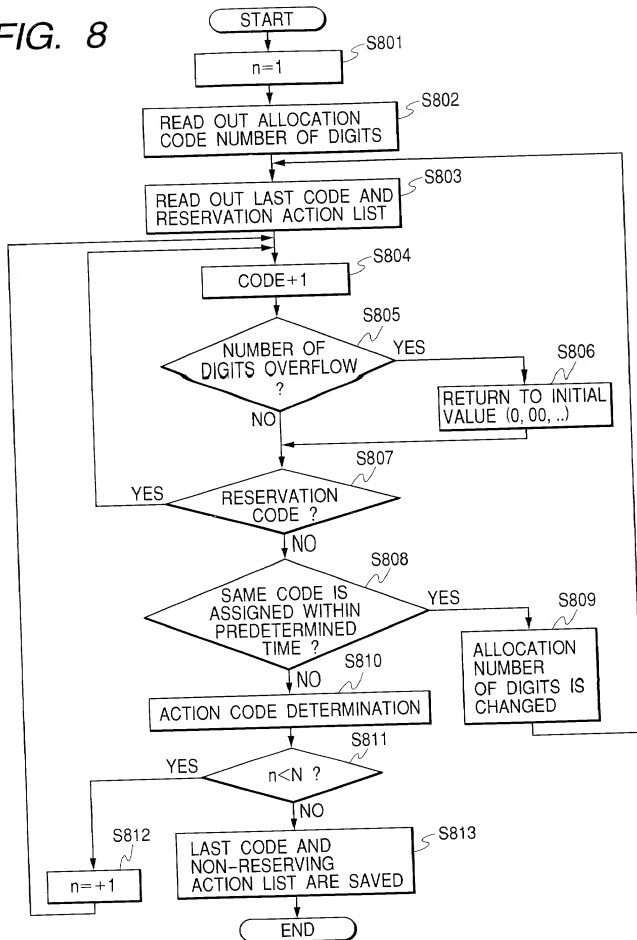 FIG. 8
START
S801
n=1
S802
READ OUT ALLOCATION
CODE NUMBER OF DIGITS
S803
READ OUT LAST CODE AND
RESERVATION ACTION LIST
S804
CODE+1
S805
NUMBER OF
DIGITS OVERFLOW
?
YES
NO
S806
RETURN TO INITIAL
VALUE (0, 00, ..)
S807
RESERVATION
CODE ?
YES
NO
S808
SAME CODE IS
ASSIGNED WITHIN
PREDETERMINED
TIME ?
YES
NO
S809
ALLOCATION
NUMBER
OF DIGITS IS
CHANGED
S810
ACTION CODE DETERMINATION
S811
n<N ?
YES
NO
S812
n=+1
S813
LAST CODE AND
NON-RESERVING
ACTION LIST ARE SAVED
END